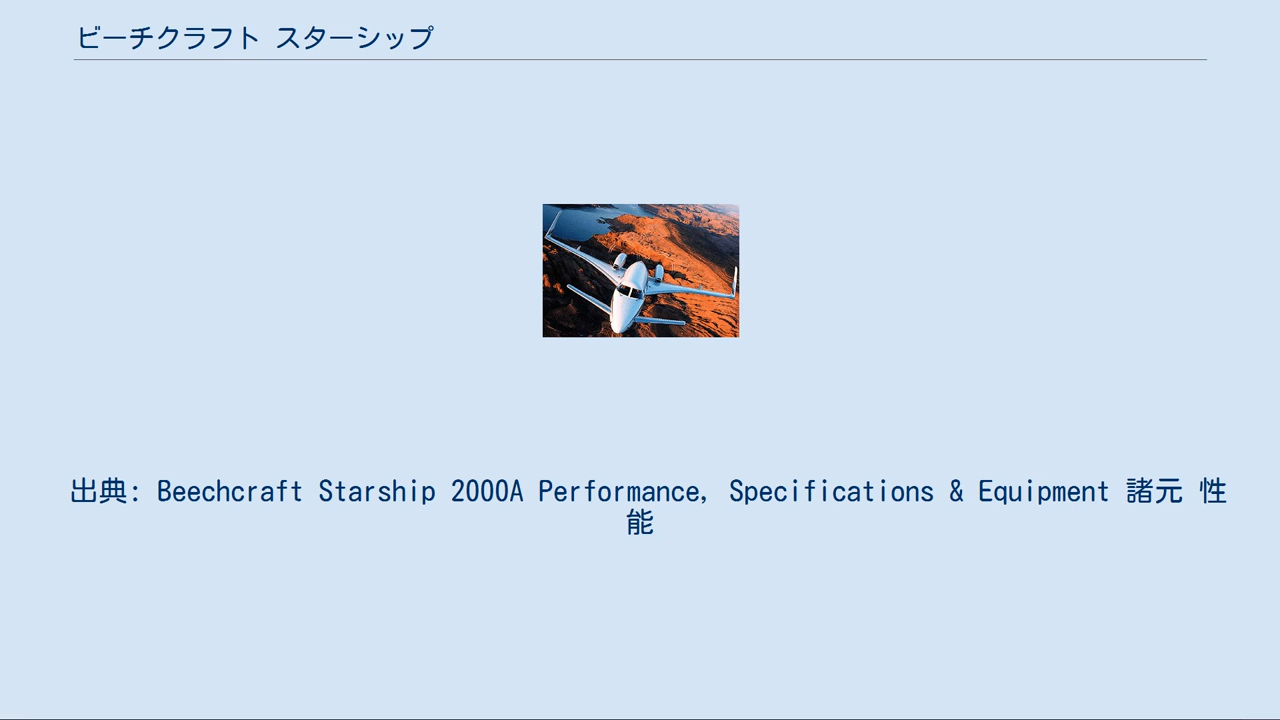 ビーチクラフト スターシップ
出典: Beechcraft Starship 2000A Performance, Specifications & Equipment 諸元 性
能